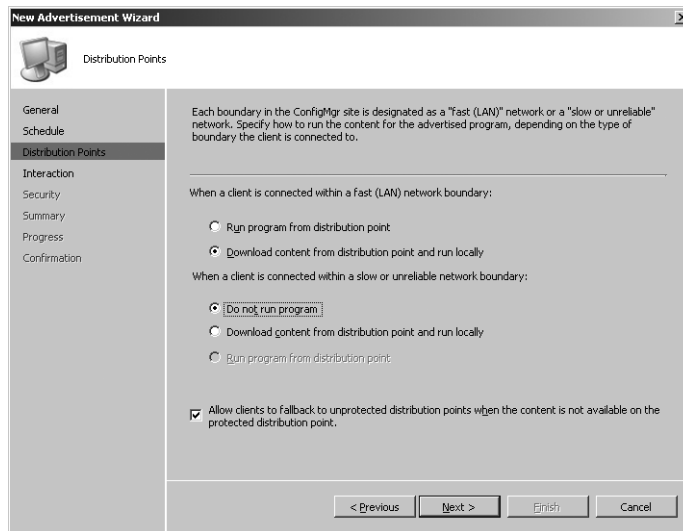 New Advertisement Wizard
Distribution Points
General
Schedule
Distribution Points
Interaction
Security
Summary
Progress
Confirmation
Each boundary in the ConfigMgr site is designated as a "fast (LAN)" network or a "slow or unreliable"
network. Specify how to run the content for the advertised program, depending on the type of
boundary the client is connected to.
When a client is connected within a fast (LAN) network boundary:
Run program from distribution point
Download content from distribution point and run locally
When a client is connected within a slow or unreliable network boundary:
Do not run program
Download content from distribution point and run locally
Run program from distribution point
Allow clients to fallback to unprotected distribution points when the content is not available on the
protected distribution point.
< Previous
Next >
Finish
Cancel